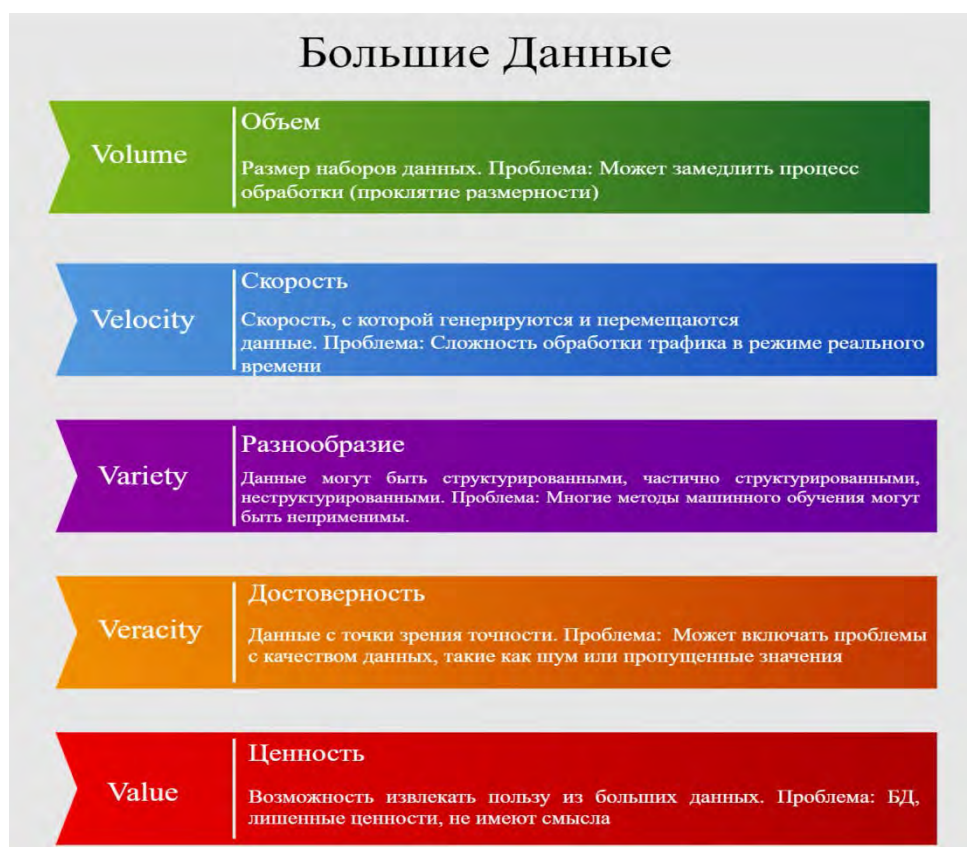 Большие Данные
Volume
Объем
Размер наборов данных. Проблема: Может замедлить процесс
обработки (проклятие размерности)
Velocity
Скорость
Скорость, с которой генерируются и перемещаются
данные. Проблема: Сложность обработки трафика в режиме реального
времени
Variety
Разнообразие
Данные могут быть структурированными, частично структурированными,
неструктурированными. Проблема: Многие методы машинного обучения могут
быть неприменимы.
Veracity
Достоверность
Данные с точки зрения точности. Проблема: Может включать проблемы
с качеством данных, такие как шум или пропущенные значения
Value
Ценность
Возможность извлекать пользу из больших данных. Проблема: БД,
лишенные ценности, не имеют смысла